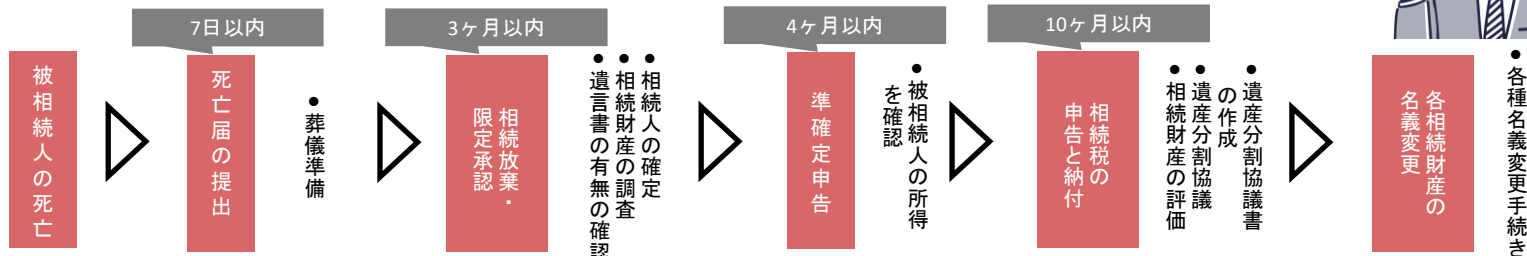 被相続人の死亡
7日以内
死亡届の提出
● 葬儀準備
3ヶ月以内
相続放棄・
限定承認
● 相続人の確定
● 相続財産の調査
● 遺言書の有無の確認
4ヶ月以内
準確定申告
● 被相続人の所得
を確認
10ヶ月以内
相続税の
申告と納付
● 遺産分割協議書
の作成
● 遺産分割協議
● 相続財産の評価
各相続財産の
名義変更
● 各種名義変更手続き